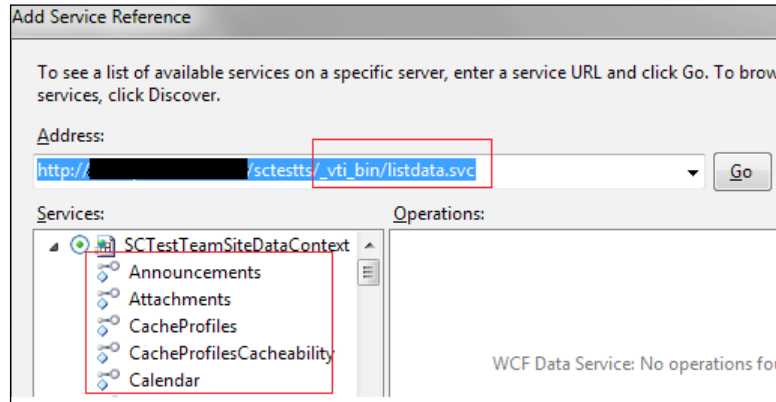 Add Service Reference
To see a list of available services on a specific server, enter a service URL and click Go. To
services, click Discover.
Address:
http:// /sctestts/_vti_bin/listdata.svc
Go
Services:
Operations:
SCTestTeamSiteDataContext
Announcements
Attachments
CacheProfiles
CacheProfilesCacheability
Calendar
WCF Data Service: No operations